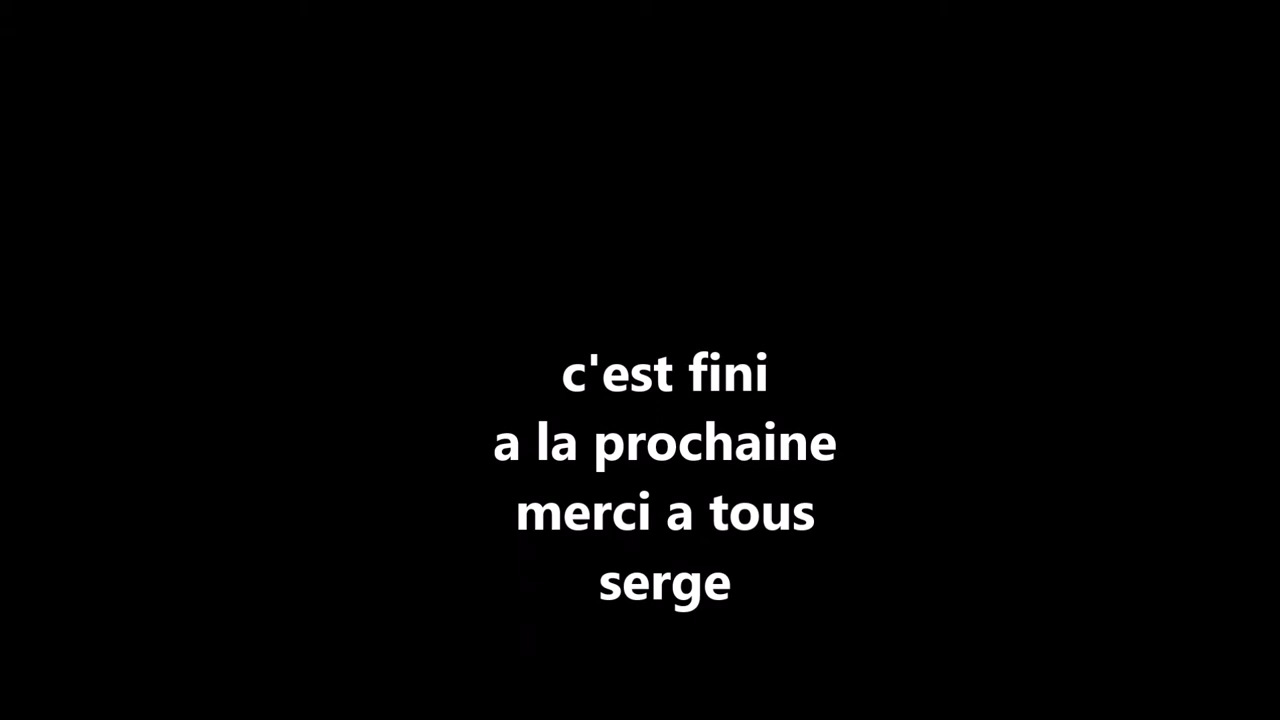 c'est fini
a la prochaine
merci a tous
serge